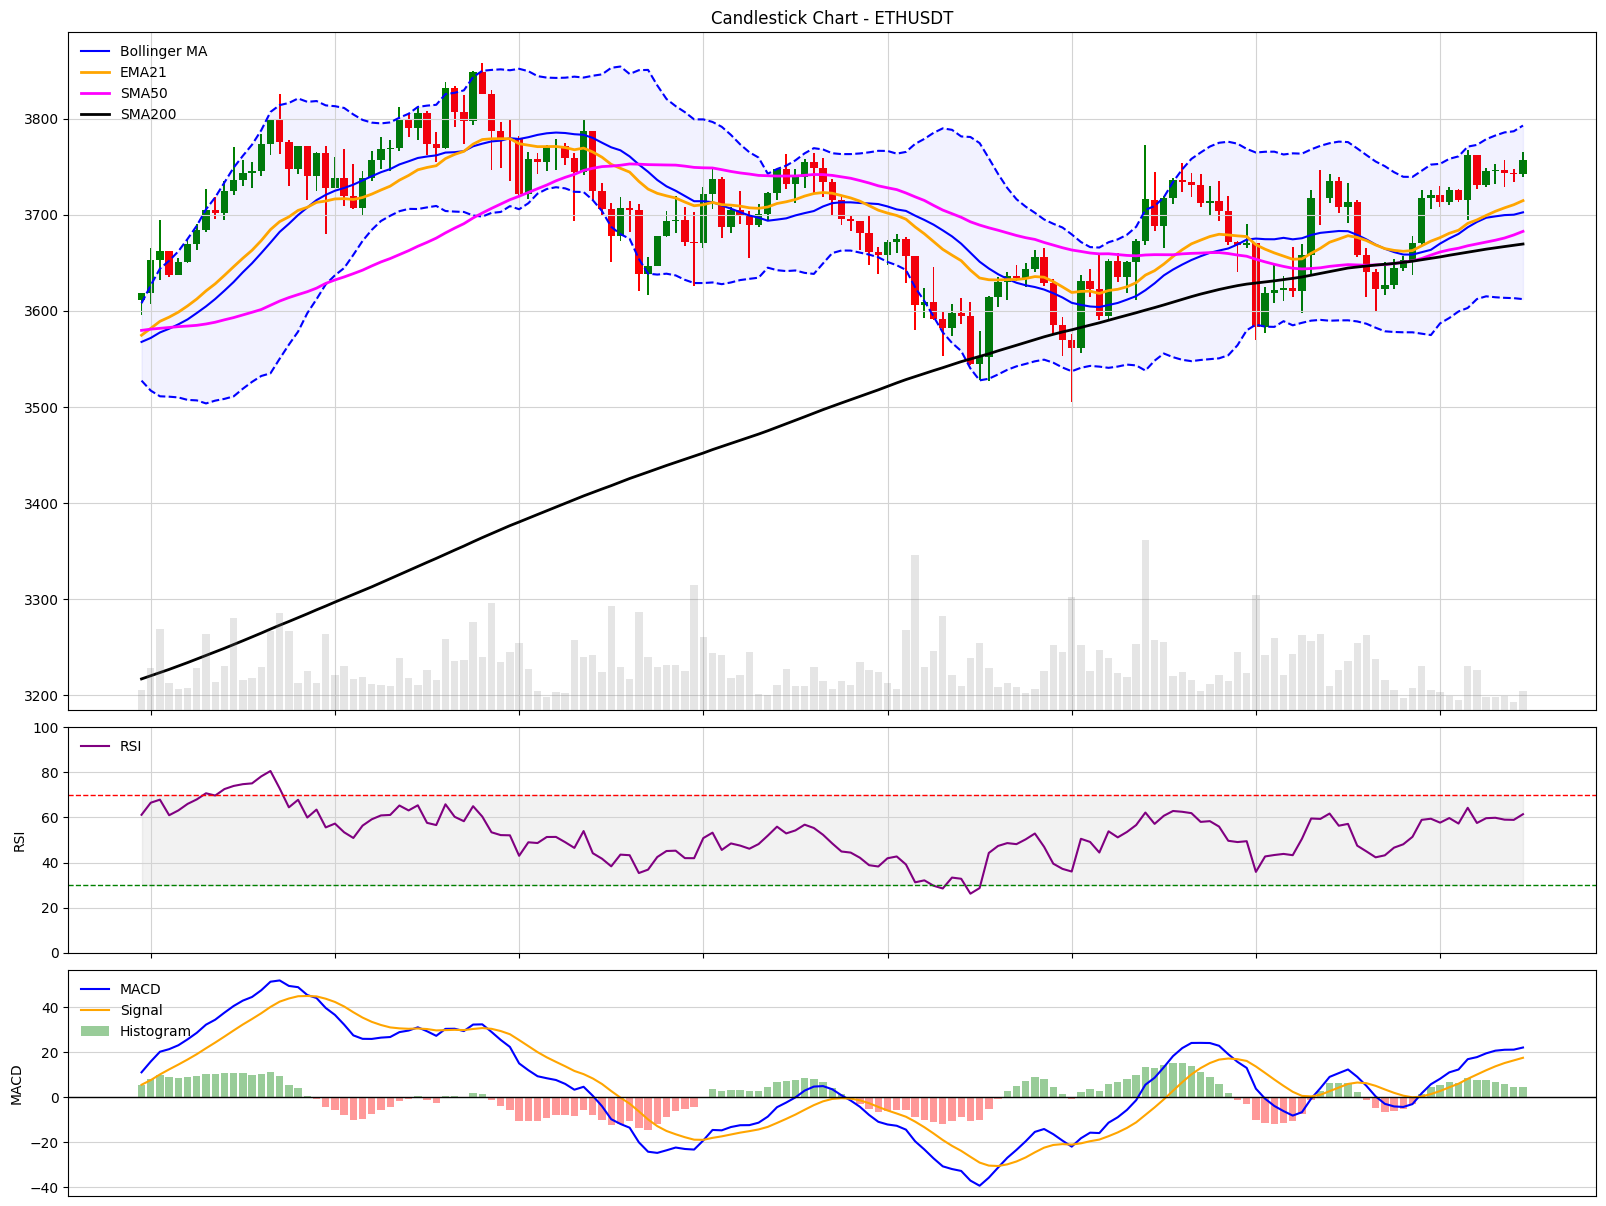 Candlestick Chart - ETHUSDT
Bollinger MA
EMA21
SMA50
SMA200
3800
3700
3600
3500
3400
3300
3200
100
80
60
40
20
0
RSI
RSI
40
20
0
−20
−40
MACD
MACD
Signal
Histogram